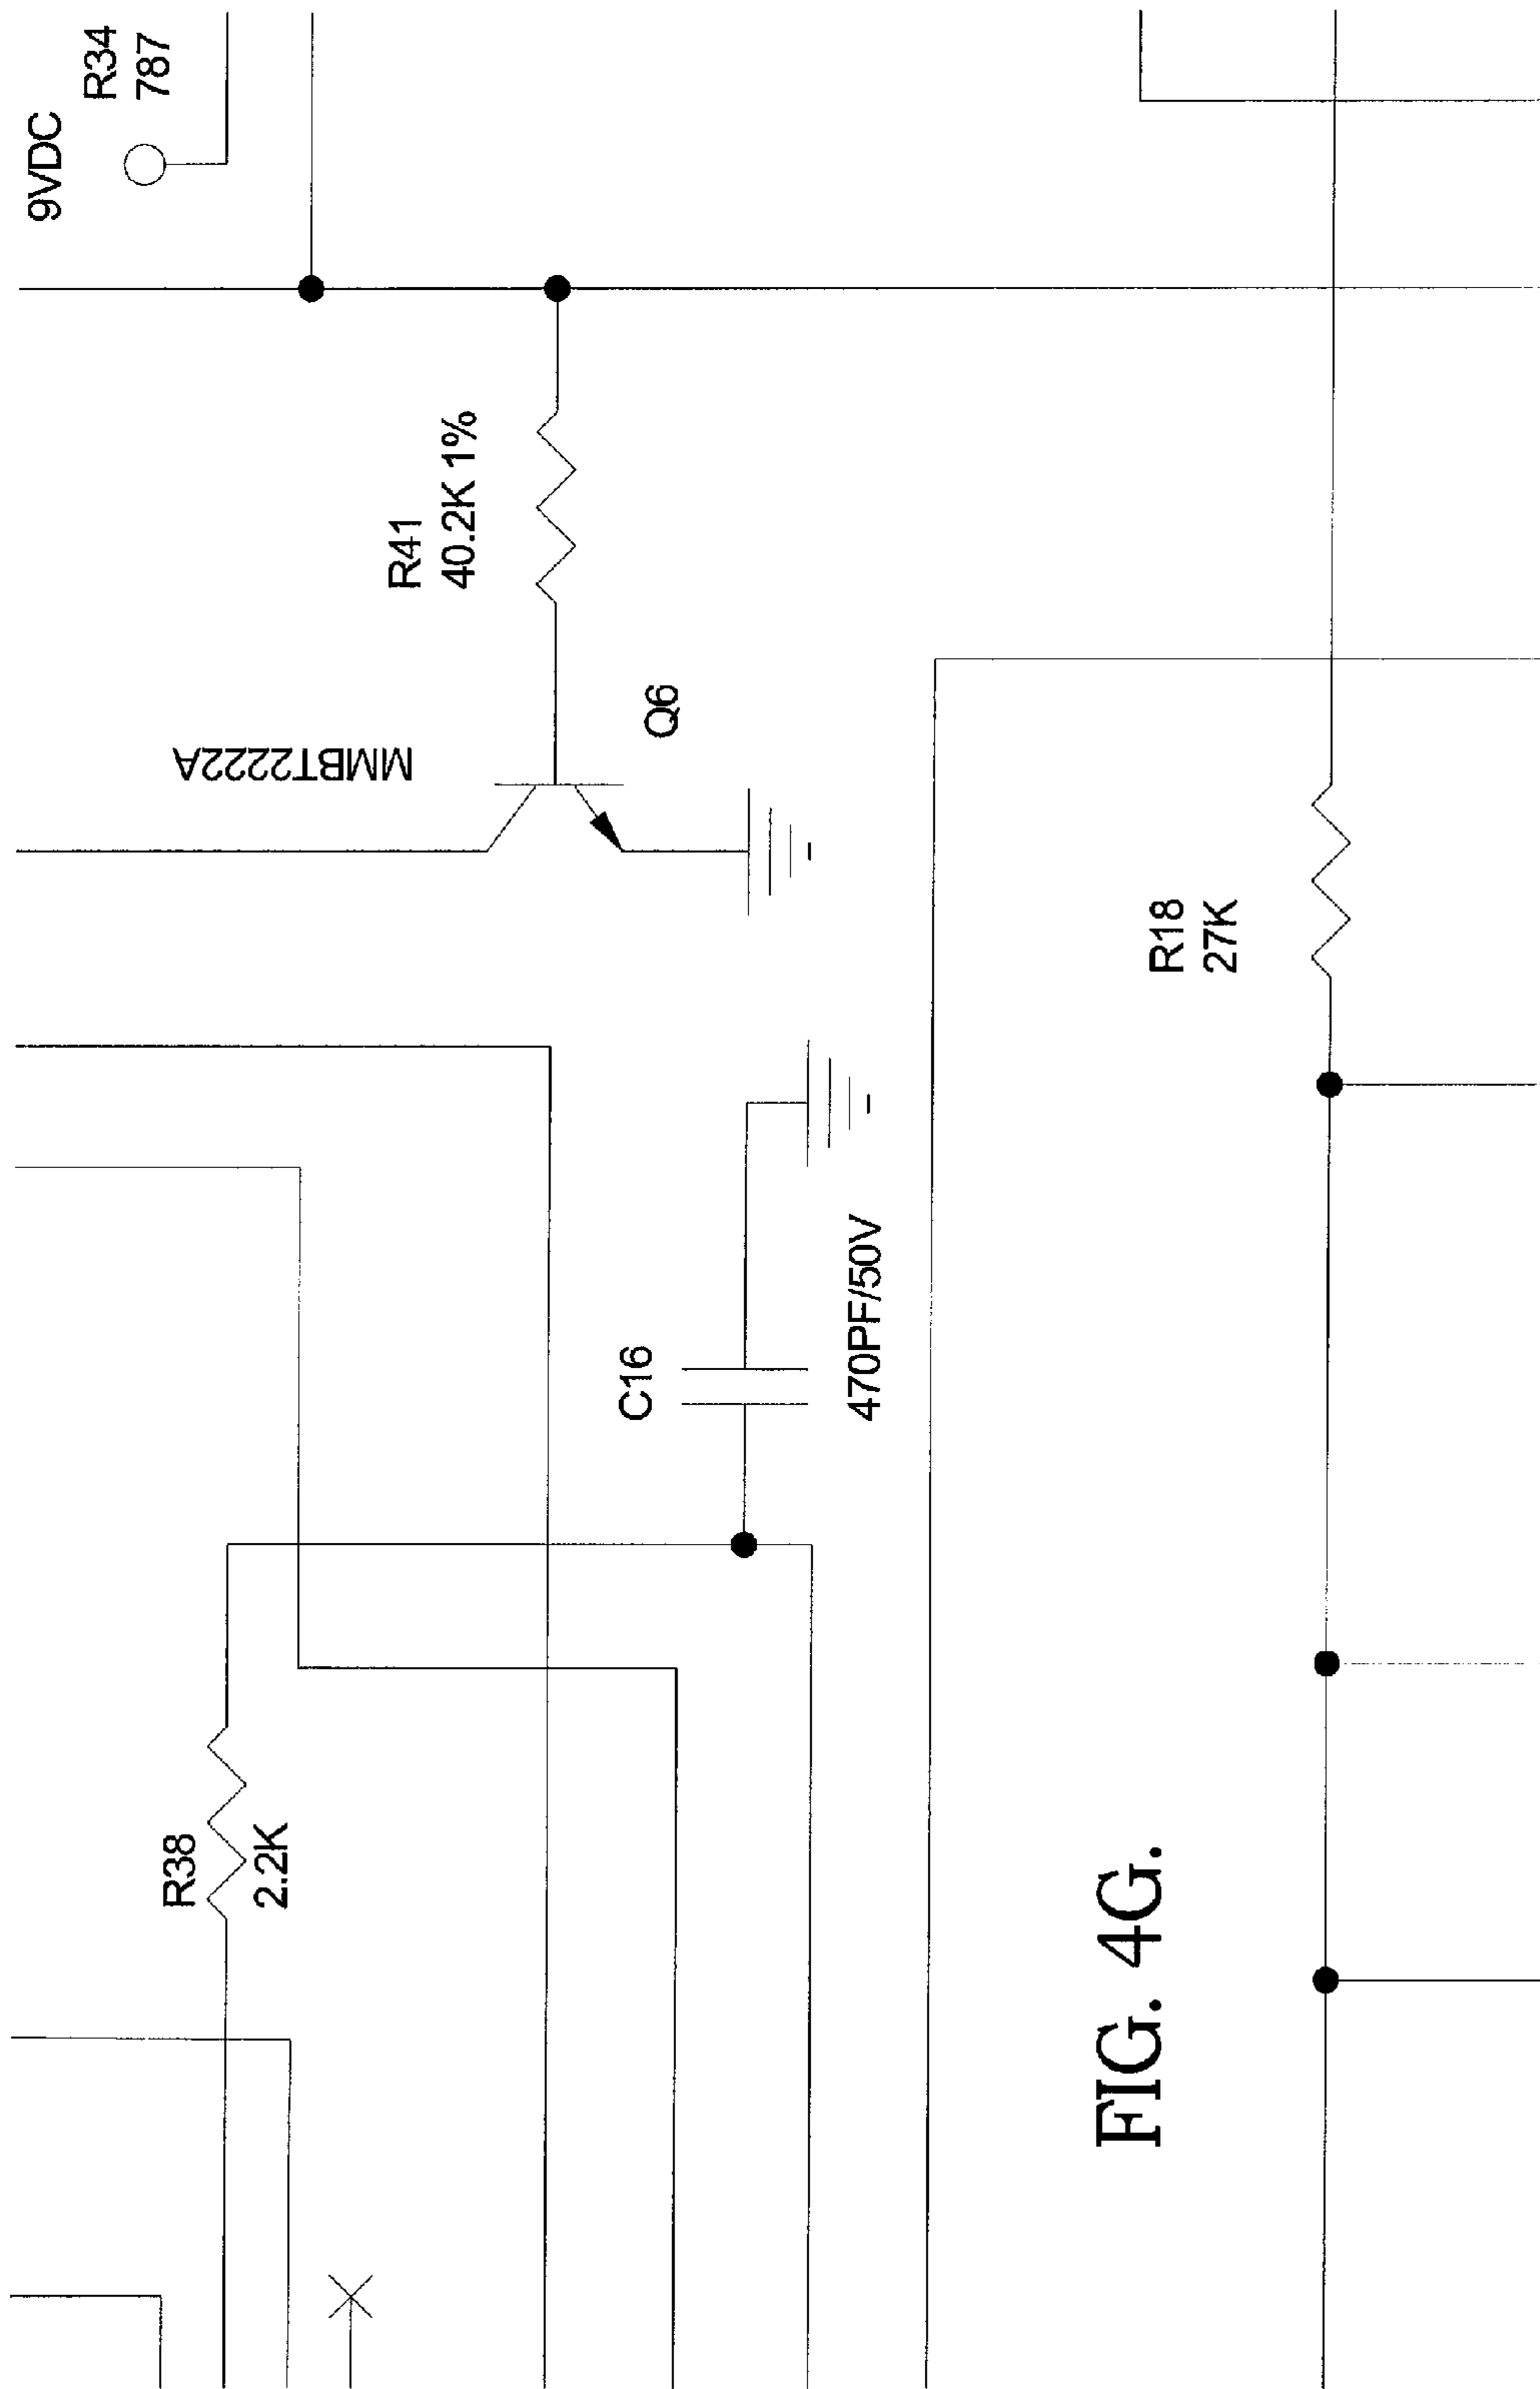 9VDC
R34
787
R41
40.2K 1%
MMBT2222A
Q6
R18
27K
C16
470PF/50V
R38
2.2K
FIG. 4G.